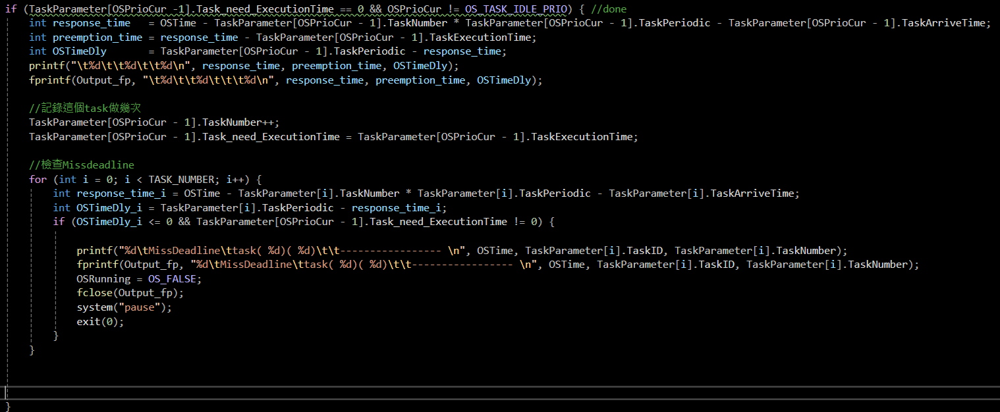 if (TaskParameter[OSPrioCur -1].Task_need_ExecutionTime == 0 && OSPrioCur != OS_TASK_IDLE_PRIO) { //done
int response_time   = OSTime - TaskParameter[OSPrioCur - 1].TaskNumber * TaskParameter[OSPrioCur - 1].TaskPeriodic - TaskParameter[OSPrioCur - 1].TaskArriveTime;
int preemption_time = response_time - TaskParameter[OSPrioCur - 1].TaskExecutionTime;
int OSTimeDly       = TaskParameter[OSPrioCur - 1].TaskPeriodic - response_time;
printf("\t%d\t\t%d\t\t%d\n", response_time, preemption_time, OSTimeDly);
fprintf(Output_fp, "\t%d\t\t%d\t\t\t%d\n", response_time, preemption_time, OSTimeDly);
//記錄這個task做幾次
TaskParameter[OSPrioCur - 1].TaskNumber++;
TaskParameter[OSPrioCur - 1].Task_need_ExecutionTime = TaskParameter[OSPrioCur - 1].TaskExecutionTime;
//檢查Missdeadline
for (int i = 0; i < TASK_NUMBER; i++) {
int response_time_i = OSTime - TaskParameter[i].TaskNumber * TaskParameter[i].TaskPeriodic - TaskParameter[i].TaskArriveTime;
int OSTimeDly_i = TaskParameter[i].TaskPeriodic - response_time_i;
if (OSTimeDly_i <= 0 && TaskParameter[OSPrioCur - 1].Task_need_ExecutionTime != 0) {
printf("%d\tMissDeadline\ttask( %d)( %d)\t\t----------------- \n", OSTime, TaskParameter[i].TaskID, TaskParameter[i].TaskNumber);
fprintf(Output_fp, "%d\tMissDeadline\ttask( %d)( %d)\t\t----------------- \n", OSTime, TaskParameter[i].TaskID, TaskParameter[i].TaskNumber);
OSRunning = OS_FALSE;
fclose(Output_fp);
system("pause");
exit(0);
}
}
}